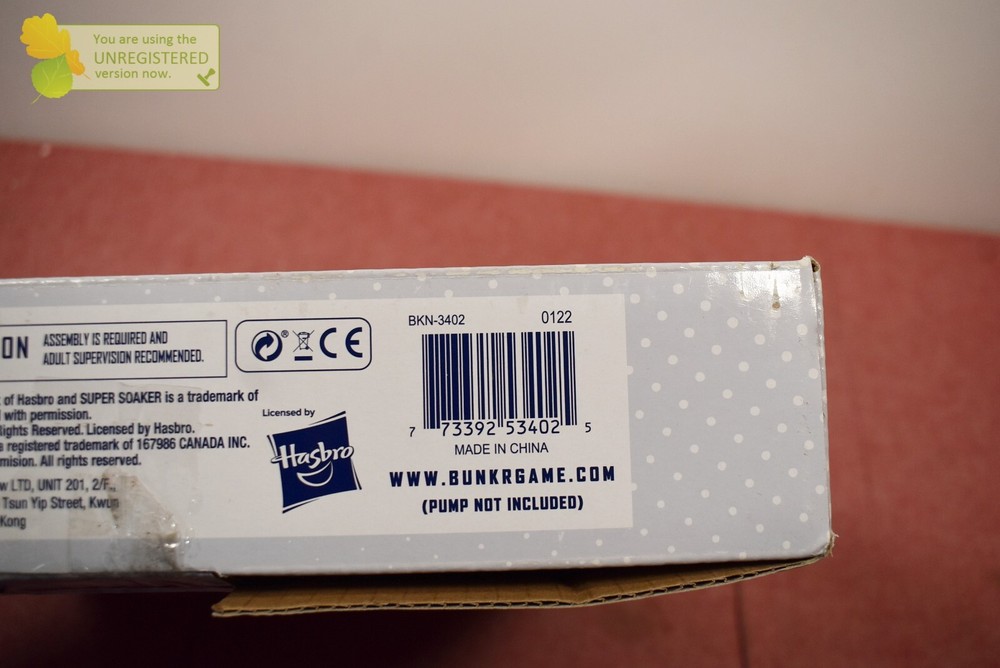 You are using the
UNREGISTERED
version now.
BKN-3402 0122
ON ASSEMBLY IS REQUIRED AND
ADULT SUPERVISION RECOMMENDED.
® CE
of Hasbro and SUPER SOAKER is a trademark of
with permission.
Rights Reserved. Licensed by Hasbro.
a registered trademark of 167986 CANADA INC.
mision. All rights reserved.
w LTD, UNIT 201, 2/F.,
Tsun Yip Street, Kwun
Kong
Licensed by
Hasbro
7 73392 53402 5
MADE IN CHINA
WWW.BUNKRGAME.COM
(PUMP NOT INCLUDED)